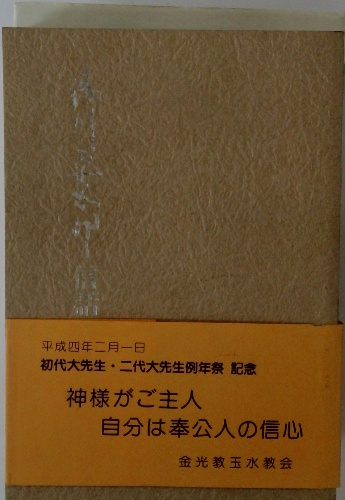 信話
平成四年二月一日
初代大先生・二代大先生例年祭 記念
神様がご主人
自分は奉公人の信心
金光教玉水教会